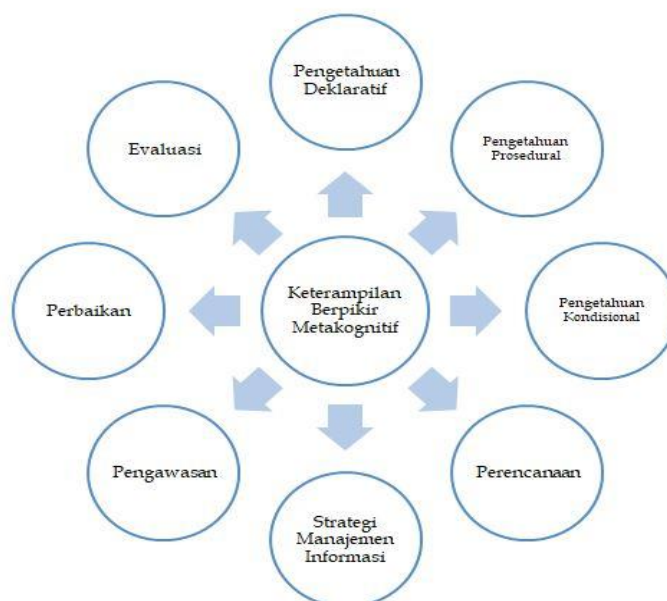 Pengetahuan
Deklaratif
Pengetahuan
Prosedural
Pengetahuan
Kondisional
Perencanaan
Strategi
Manajemen
Informasi
Pengawasan
Perbaikan
Evaluasi
Keterampilan
Berpikir
Metakognitif